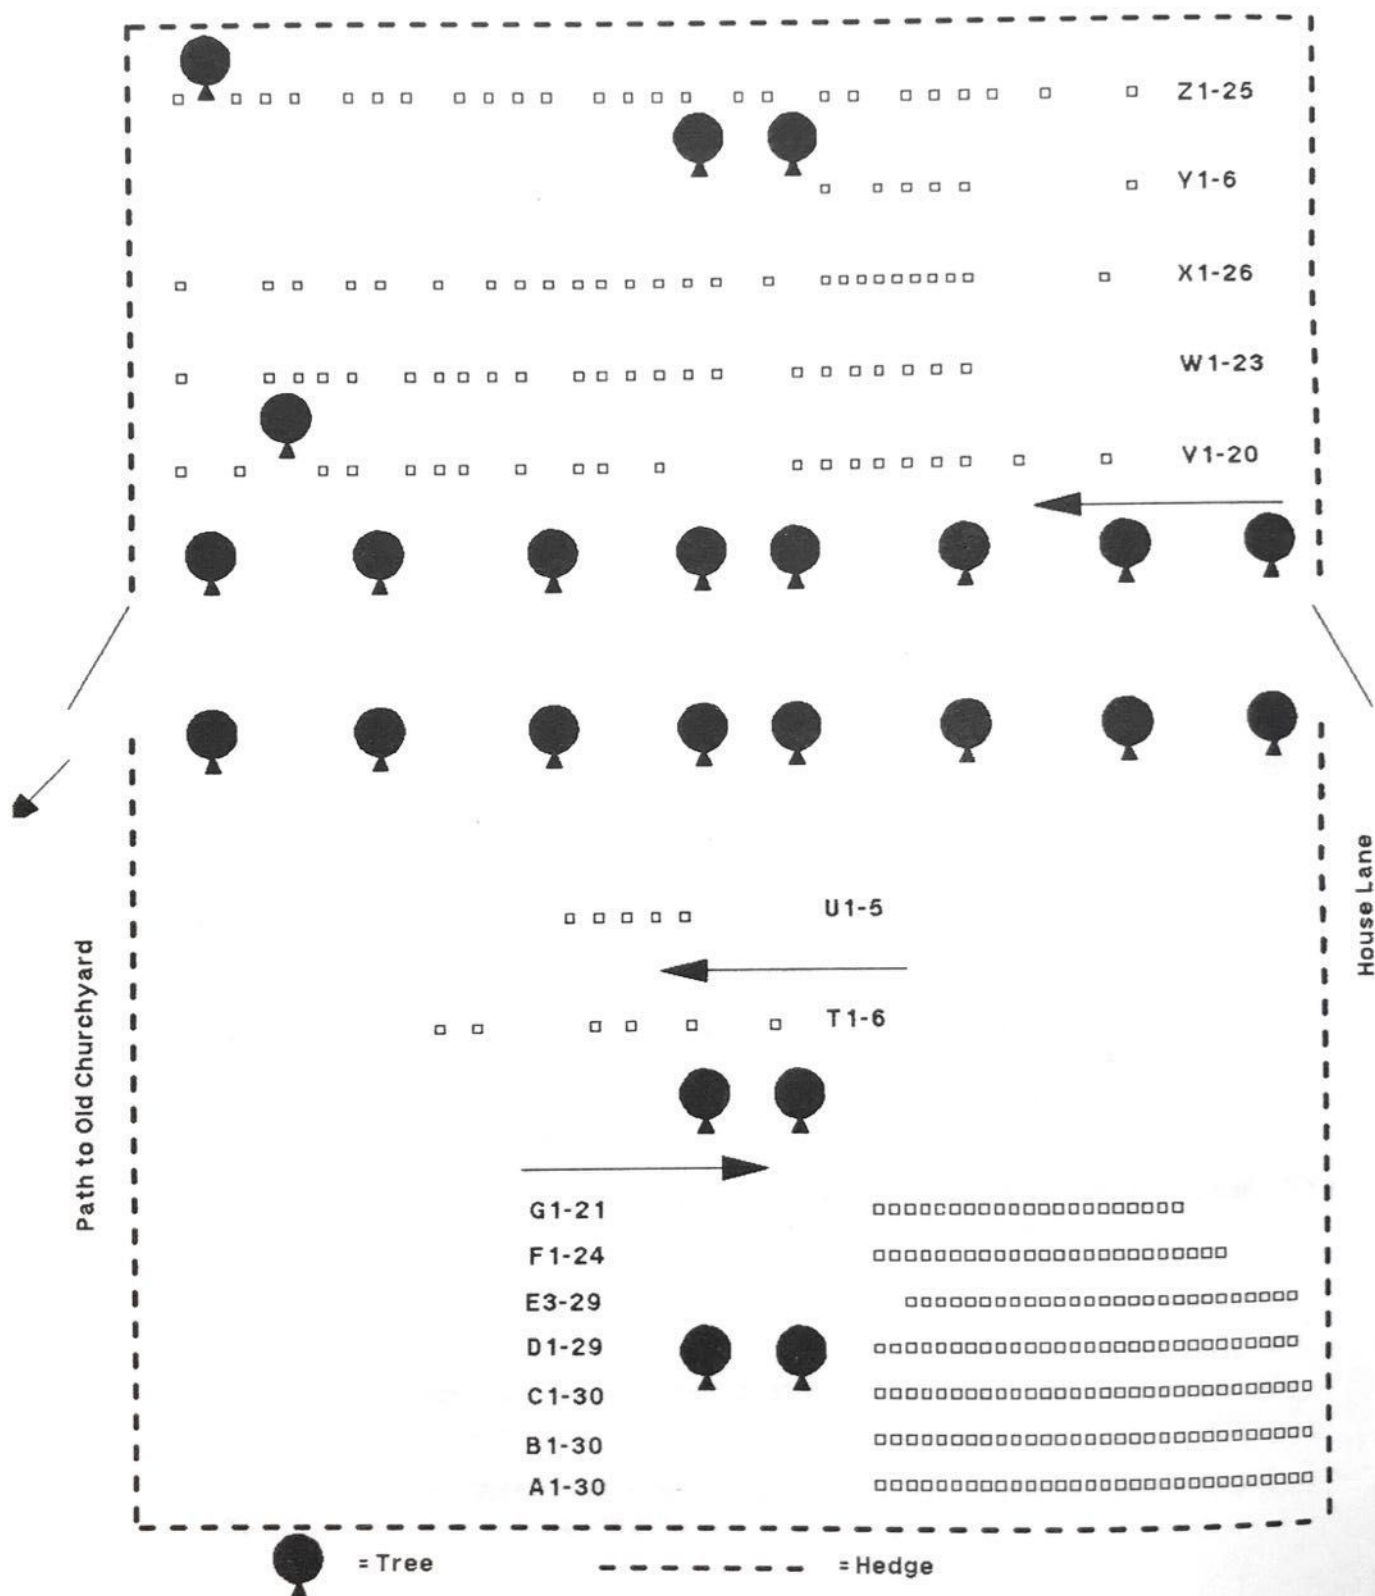 Z1-25
Y1-6
X1-26
W1-23
V1-20
U1-5
T1-6
House Lane
Path to Old Churchyard
G1-21
F1-24
E3-29
D1-29
C1-30
B1-30
A1-30
= Tree
= Hedge